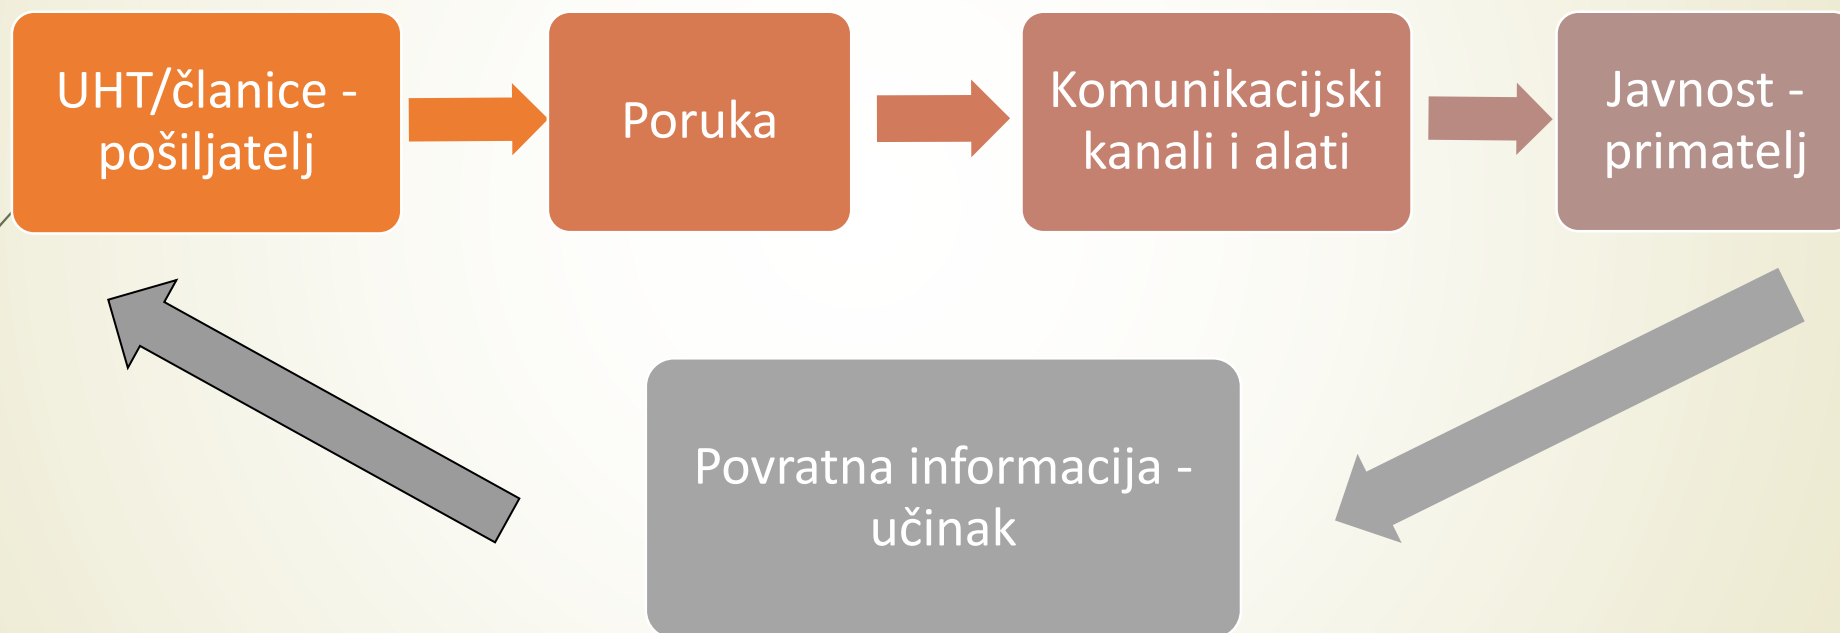 UHT/članice -
pošiljatelj
Poruka
Komunikacijski
kanali i alati
Javnost -
primatelj
Povratna informacija -
učinak